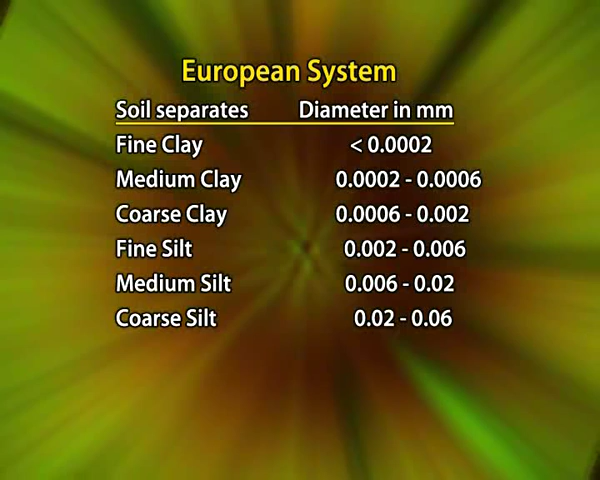 European System
Soil separates Diameter in mm
Fine Clay < 0.0002
Medium Clay 0.0002 - 0.0006
Coarse Clay 0.0006 - 0.002
Fine Silt 0.002 - 0.006
Medium Silt 0.006 - 0.02
Coarse Silt 0.02 - 0.06